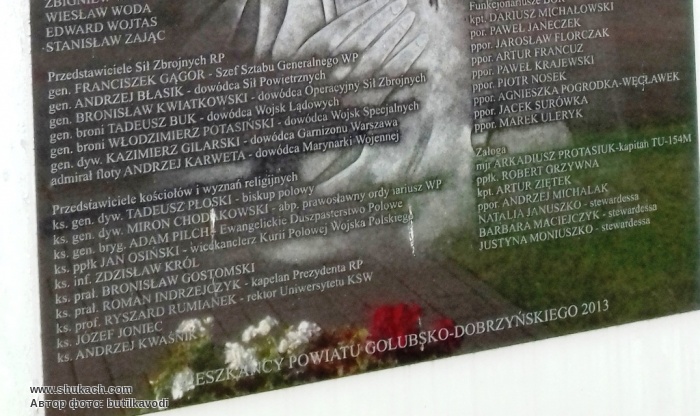 ZBIGNIEW
WIESŁAW WODA
EDWARD WOJTAS
STANISŁAW ZAJĄC
Przedstawiciele Sił Zbrojnych RP
gen. FRANCISZEK GĄGOR - Szef Sztabu Generalnego WP
gen. ANDRZEJ BŁASIK - dowódca Sił Powietrznych
gen. BRONISŁAW KWIATKOWSKI - dowódca Operacyjny Sił Zbrojnych
gen. broni TADEUSZ BUK - dowódca Wojsk Lądowych
gen. broni WŁODZIMIERZ POTASIŃSKI - dowódca Wojsk Specjalnych
gen. dyw. KAZIMIERZ GILARSKI - dowódca Garnizonu Warszawa
admirał floty ANDRZEJ KARWETA - dowódca Marynarki Wojennej
Przedstawiciele kościołów i wyznań religijnych
ks. gen. dyw. TADEUSZ PŁOSKI - biskup polowy
ks. gen. dyw. MIRON CHODAKOWSKI - abp. prawosławny ordynariusz WP
ks. gen. bryg. ADAM PILCH - Ewangelickie Duszpasterstwo Polowe
ks. ppłk JAN OSIŃSKI - wicekanclerz Kurii Polowej Wojska Polskiego
ks. inf. ZDZISŁAW KRÓL
ks. prał. BRONISŁAW GOSTOMSKI
ks. prał. ROMAN INDRZEJCZYK - kapelan Prezydenta RP
ks. prof. RYSZARD RUMIANEK - rektor Uniwersytetu KSW
ks. JÓZEF JONIEC
ks. ANDRZEJ KWAŚNIK
Funkcjonariusze BOR
kpt. DARIUSZ MICHAŁOWSKI
por. PAWEŁ JANECZEK
ppor. JAROSŁAW FLORCZAK
ppor. ARTUR FRANCUZ
ppor. PAWEŁ KRAJEWSKI
ppor. PIOTR NOSEK
ppor. AGNIESZKA POGRODKA-WĘCŁAWEK
ppor. JACEK SURÓWKA
ppor. MAREK ULERYK
Załoga
mjr ARKADIUSZ PROTASIUK-kapitan TU-154M
ppłk. ROBERT GRZYWNA
kpt. ARTUR ZIĘTEK
ppor. ANDRZEJ MICHALAK
NATALIA JANUSZKO - stewardessa
BARBARA MACIEJCZYK - stewardessa
JUSTYNA MONIUSZKO - stewardessa
MIESZKAŃCY POWIATU GOLUBSKO-DOBRZYŃSKIEGO 2013
www.shukach.com
Автор фото: butilkavodi